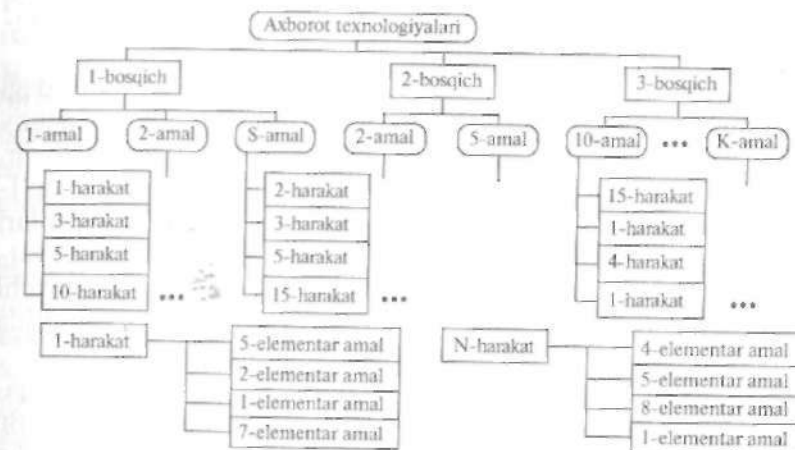 Axborot texnologiyalari
1-bosqich
2-bosqich
3-bosqich
1-amal
2-amal
S-amal
2-amal
5-amal
10-amal
...
K-amal
1-harakat
3-harakat
5-harakat
10-harakat
...
2-harakat
3-harakat
5-harakat
15-harakat
...
15-harakat
1-harakat
4-harakat
1-harakat
...
1-harakat
5-elementar amal
2-elementar amal
1-elementar amal
7-elementar amal
N-harakat
4-elementar amal
5-elementar amal
8-elementar amal
1-elementar amal